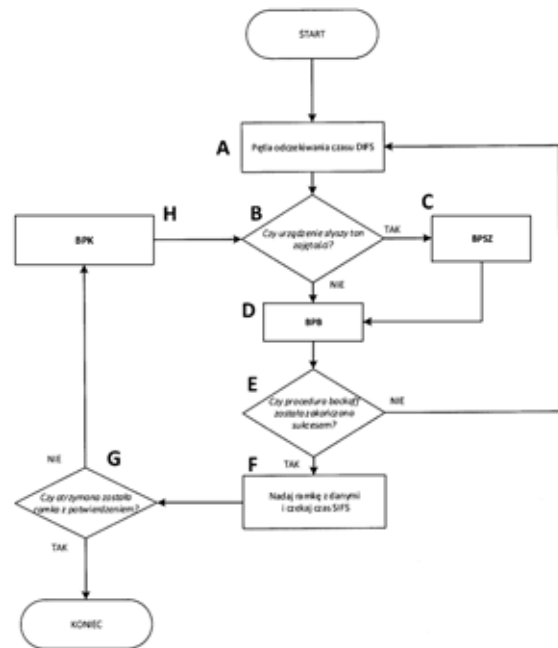 START
A
Pętla odczekiwania czasu DIFS
H
B
C
BPK
Czy urządzenie słyszy ton
zajętości?
TAK
BPSZ
NIE
D
BPB
E
Czy procedura backoff
została zakończona
sukcesem?
NIE
TAK
F
G
NIE
Czy otrzymana została
ramka z potwierdzeniem?
Nadaj ramkę z danymi
i czekaj czas SIFS
TAK
KONIEC